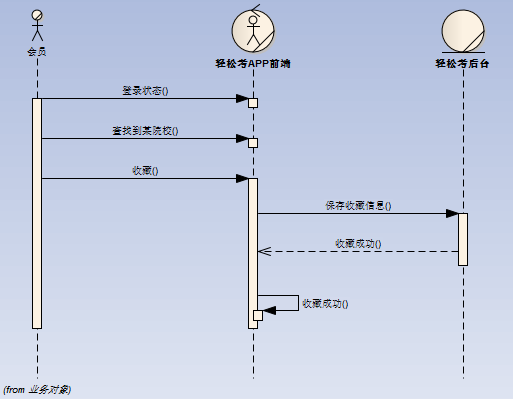 会员
轻松考APP前端
轻松考后台
登录状态()
查找到某院校()
收藏()
保存收藏信息()
收藏成功()
收藏成功()
(from 业务对象)